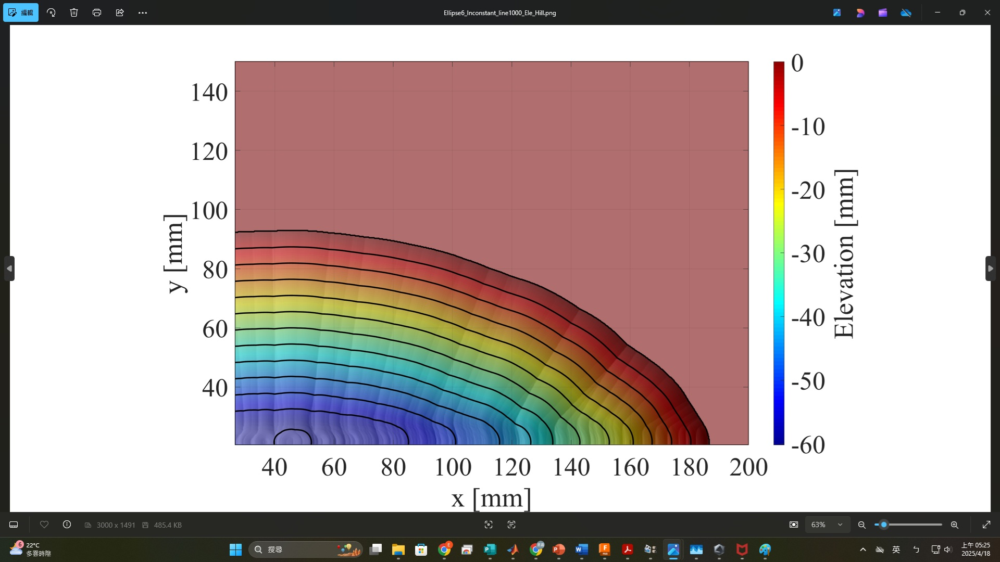 編輯
Ellipse6_Inconstant_line1000_Ele_Hill.png
140
120
100
80
60
40
y [mm]
40 60 80 100 120 140 160 180 200
x [mm]
0
-10
-20
-30
-40
-50
-60
Elevation [mm]
3000 x 1491
485.4 KB
63%
6
22°C
多雲時陰
搜尋
英
ㄅ
上午 05:25
2025/4/18